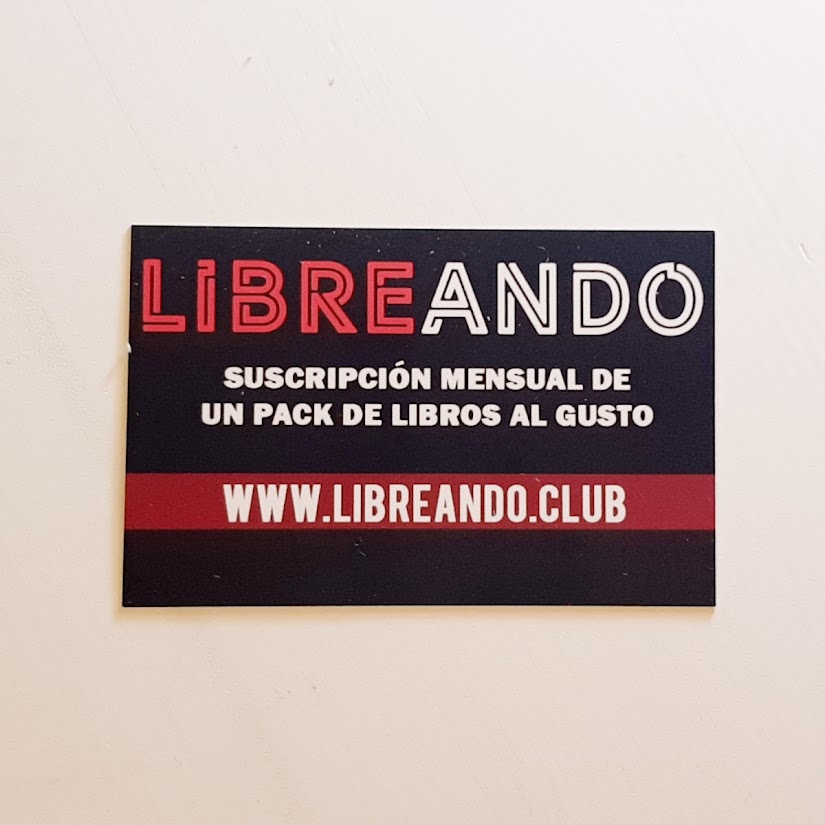 LIBREANDO
SUSCRIPCIÓN MENSUAL DE
UN PACK DE LIBROS AL GUSTO
WWW.LIBREANDO.CLUB